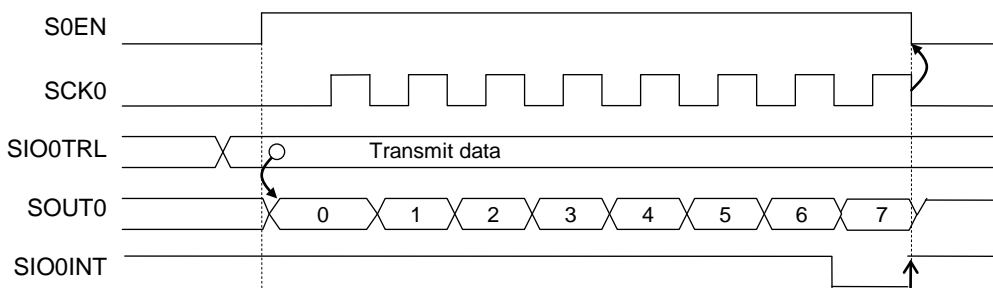 S0EN
SCK0
SIO0TRL
Transmit data
SOUT0
0 1 2 3 4 5 6 7
SIO0INT